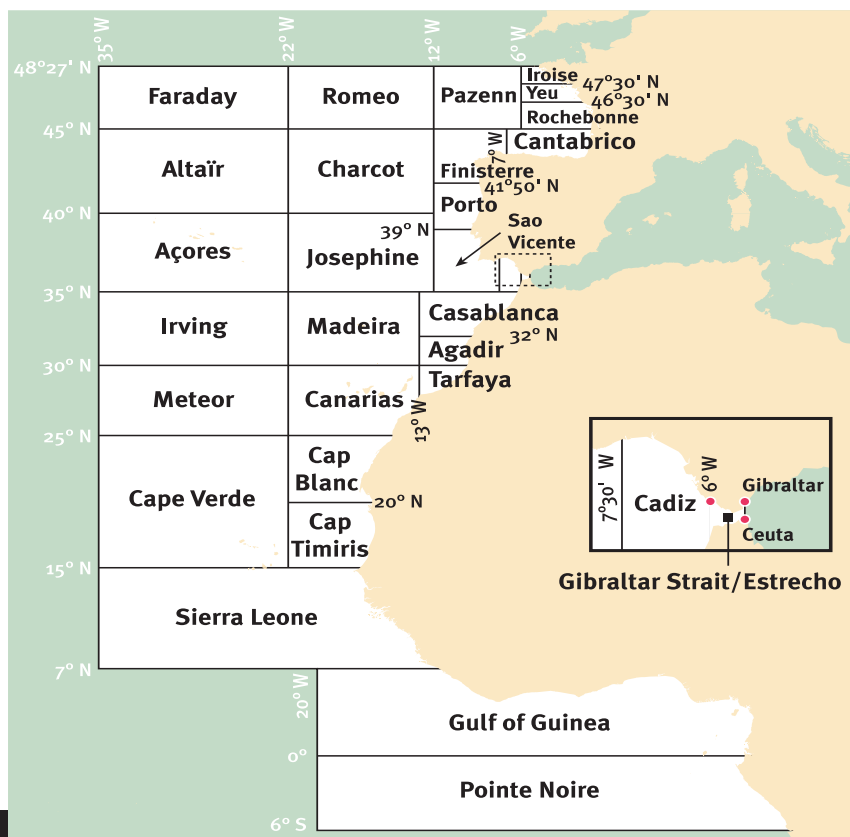 35° W
22° W
12° W
6° W
48°27' N
Faraday
Romeo
Pazenn
Iroise
47°30' N
Yeu
46°30' N
Rochebonne
45° N
Altaïr
Charcot
7° W
Cantabrico
Finisterre
41°50' N
Porto
40° N
39° N
Sao
Vicente
Açores
Josephine
35° N
Irving
Madeira
Casablanca
32° N
Agadir
30° N
Tarfaya
Meteor
Canarias
13° W
25° N
Cap
Blanc
Cape Verde
20° N
Cap
Timiris
15° N
7°30' W
6° W
Cadiz
Gibraltar
Ceuta
Gibraltar Strait/Estrecho
Sierra Leone
7° N
20° W
Gulf of Guinea
0°
Pointe Noire
6° S